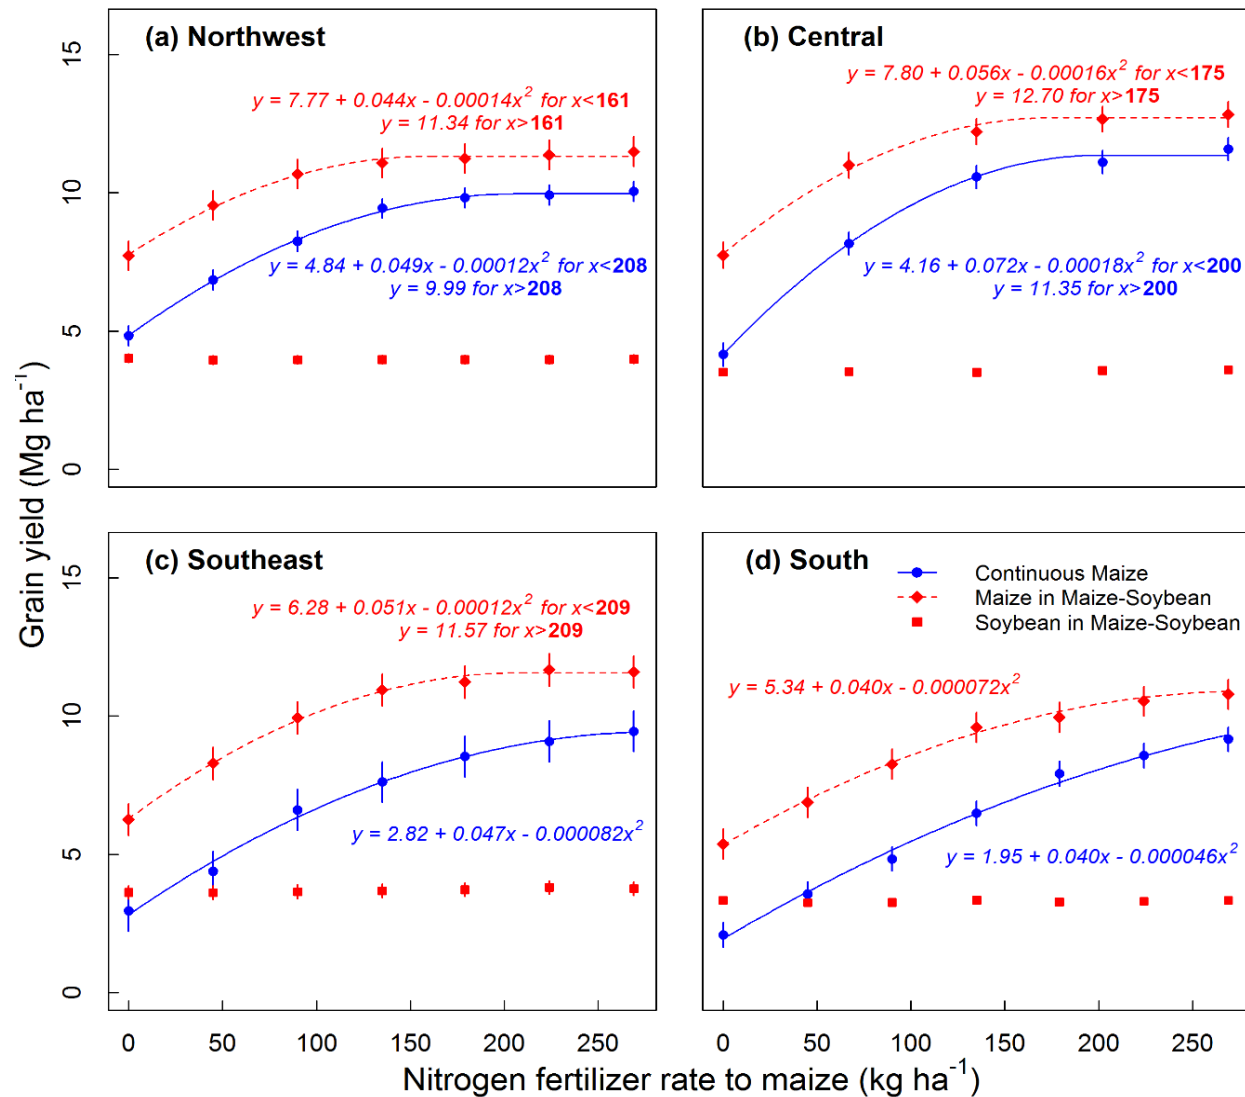 (a) Northwest
y = 7.77 + 0.044x - 0.00014x² for x<161
y = 11.34 for x>161
y = 4.84 + 0.049x - 0.00012x² for x<208
y = 9.99 for x>208
(b) Central
y = 7.80 + 0.056x - 0.00016x² for x<175
y = 12.70 for x>175
y = 4.16 + 0.072x - 0.00018x² for x<200
y = 11.35 for x>200
15
10
5
0
Grain yield (Mg ha⁻¹)
(c) Southeast
y = 6.28 + 0.051x - 0.00012x² for x<209
y = 11.57 for x>209
y = 2.82 + 0.047x - 0.000082x²
(d) South
Continuous Maize
Maize in Maize-Soybean
Soybean in Maize-Soybean
y = 5.34 + 0.040x - 0.000072x²
y = 1.95 + 0.040x - 0.000046x²
15
10
5
0
0 50 100 150 200 250
0 50 100 150 200 250
Nitrogen fertilizer rate to maize (kg ha⁻¹)